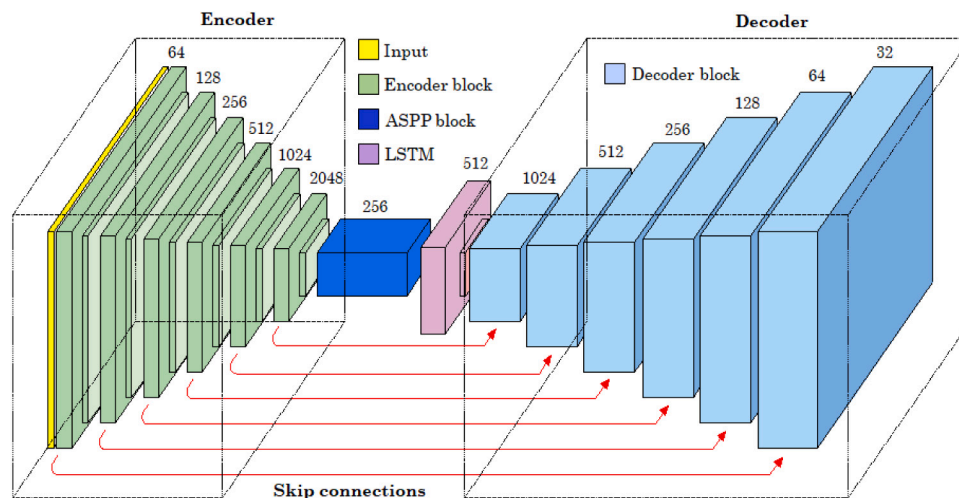 Encoder
Decoder
64
128
256
512
1024
2048
Input
Encoder block
ASPP block
LSTM
256
512
1024
512
256
128
64
32
Decoder block
Skip connections